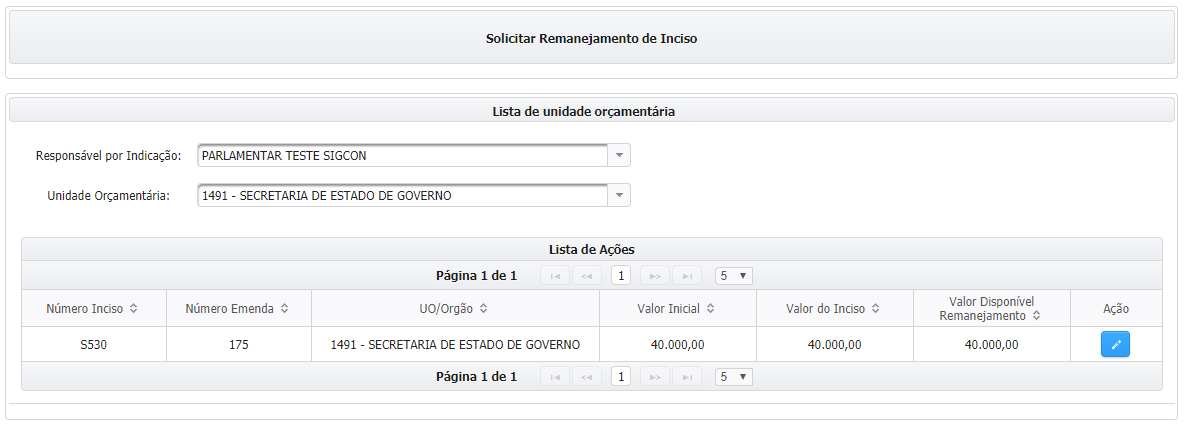 Solicitar Remanejamento de Inciso
Lista de unidade orçamentária
Responsável por Indicação: PARLAMENTAR TESTE SIGCON
Unidade Orçamentária: 1491 - SECRETARIA DE ESTADO DE GOVERNO
Lista de Ações
Página 1 de 1 1 5
Número Inciso Número Emenda UO/Orgão Valor Inicial Valor do Inciso Valor Disponível Remanejamento Ação
S530 175 1491 - SECRETARIA DE ESTADO DE GOVERNO 40.000,00 40.000,00 40.000,00
Página 1 de 1 1 5